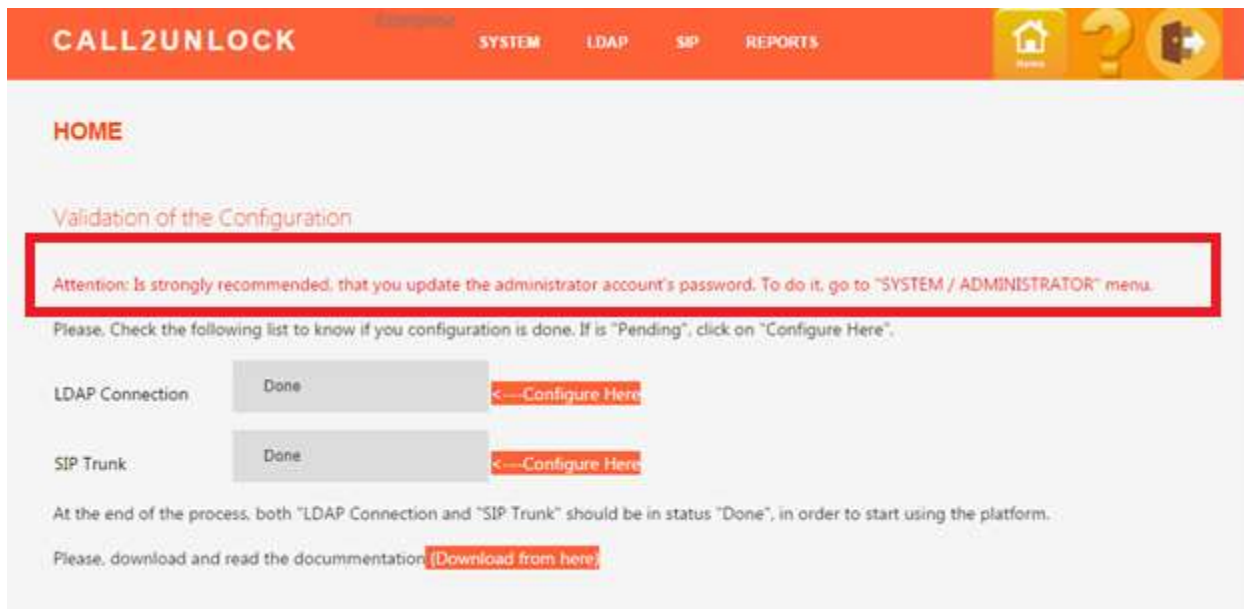 CALL2UNLOCK
Enterprise
SYSTEM LDAP SIP REPORTS
Home
HOME
Validation of the Configuration
Attention: Is strongly recommended, that you update the administrator account's password. To do it, go to "SYSTEM / ADMINISTRATOR" menu.
Please, Check the following list to know if you configuration is done. If is "Pending", click on "Configure Here".
LDAP Connection Done <----Configure Here
SIP Trunk Done <----Configure Here
At the end of the process, both "LDAP Connection and "SIP Trunk" should be in status "Done", in order to start using the platform.
Please, download and read the docummentation (Download from here)